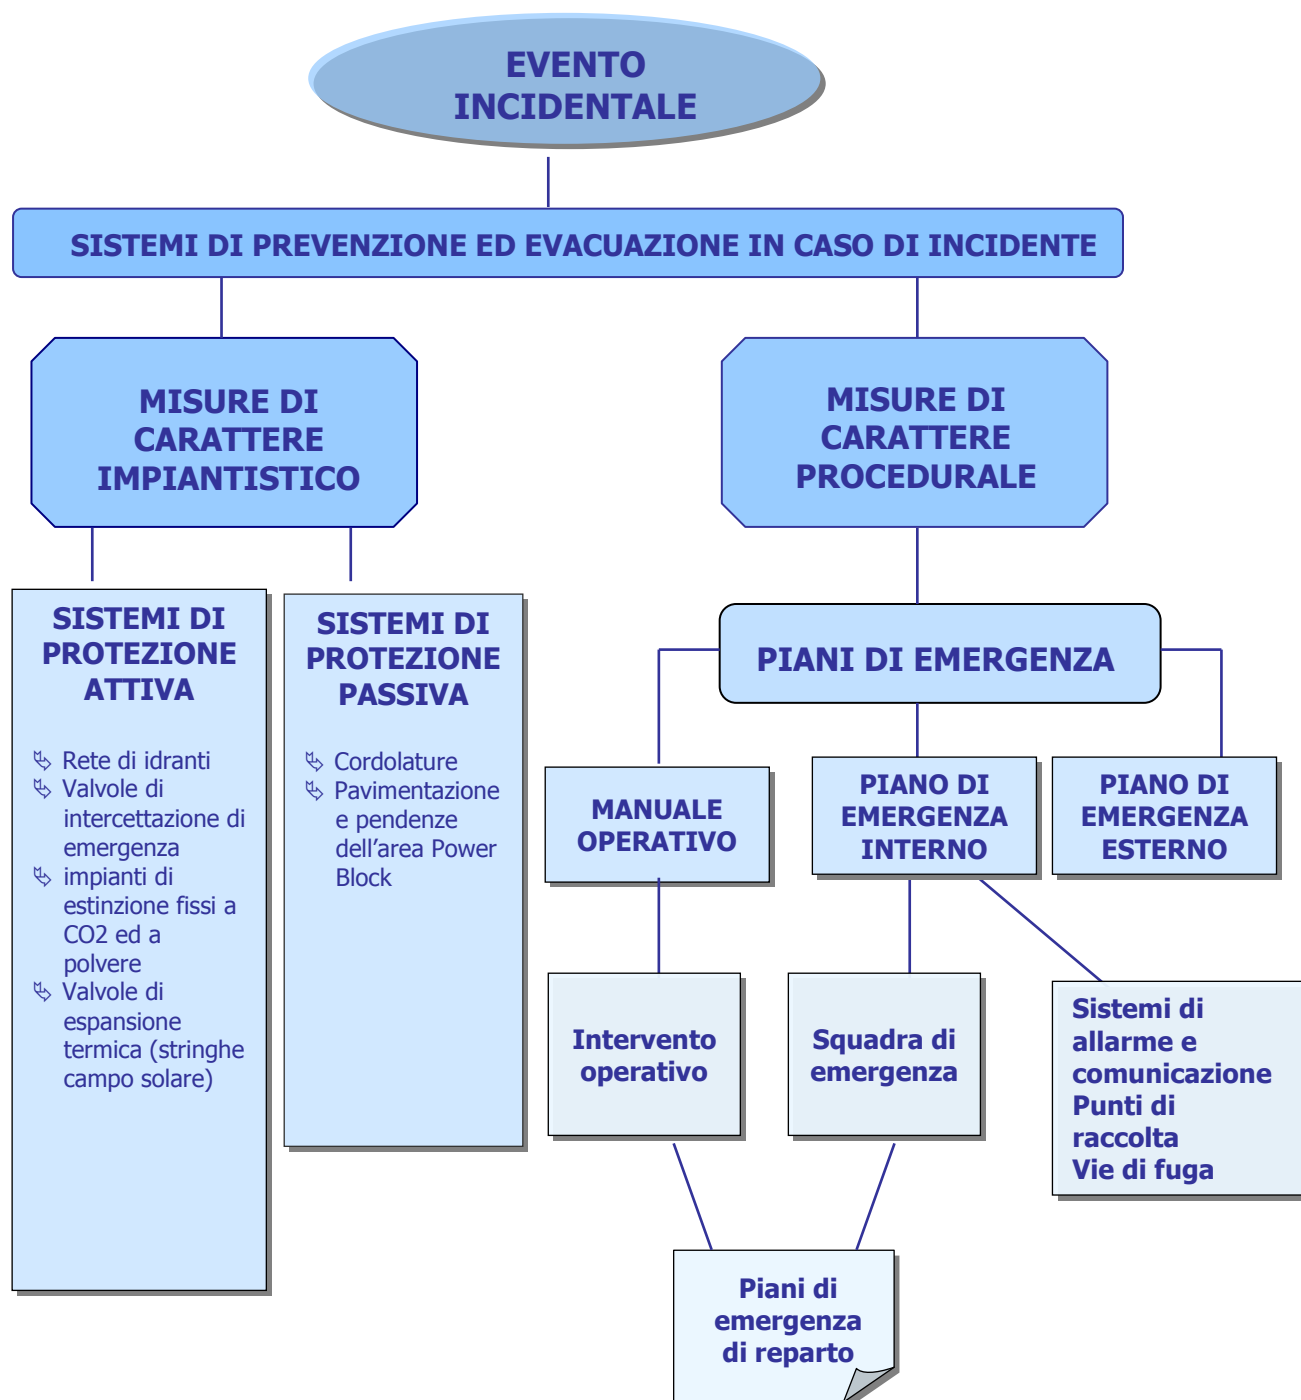 EVENTO
INCIDENTALE
SISTEMI DI PREVENZIONE ED EVACUAZIONE IN CASO DI INCIDENTE
MISURE DI
CARATTERE
IMPIANTISTICO
MISURE DI
CARATTERE
PROCEDURALE
SISTEMI DI
PROTEZIONE
ATTIVA
Rete di idranti
Valvole di
intercettazione di
emergenza
impianti di
estinzione fissi a
CO2 ed a
polvere
Valvole di
espansione
termica (stringhe
campo solare)
SISTEMI DI
PROTEZIONE
PASSIVA
Cordolature
Pavimentazione
e pendenze
dell’area Power
Block
PIANI DI EMERGENZA
MANUALE
OPERATIVO
PIANO DI
EMERGENZA
INTERNO
PIANO DI
EMERGENZA
ESTERNO
Intervento
operativo
Squadra di
emergenza
Sistemi di
allarme e
comunicazione
Punti di
raccolta
Vie di fuga
Piani di
emergenza
di reparto